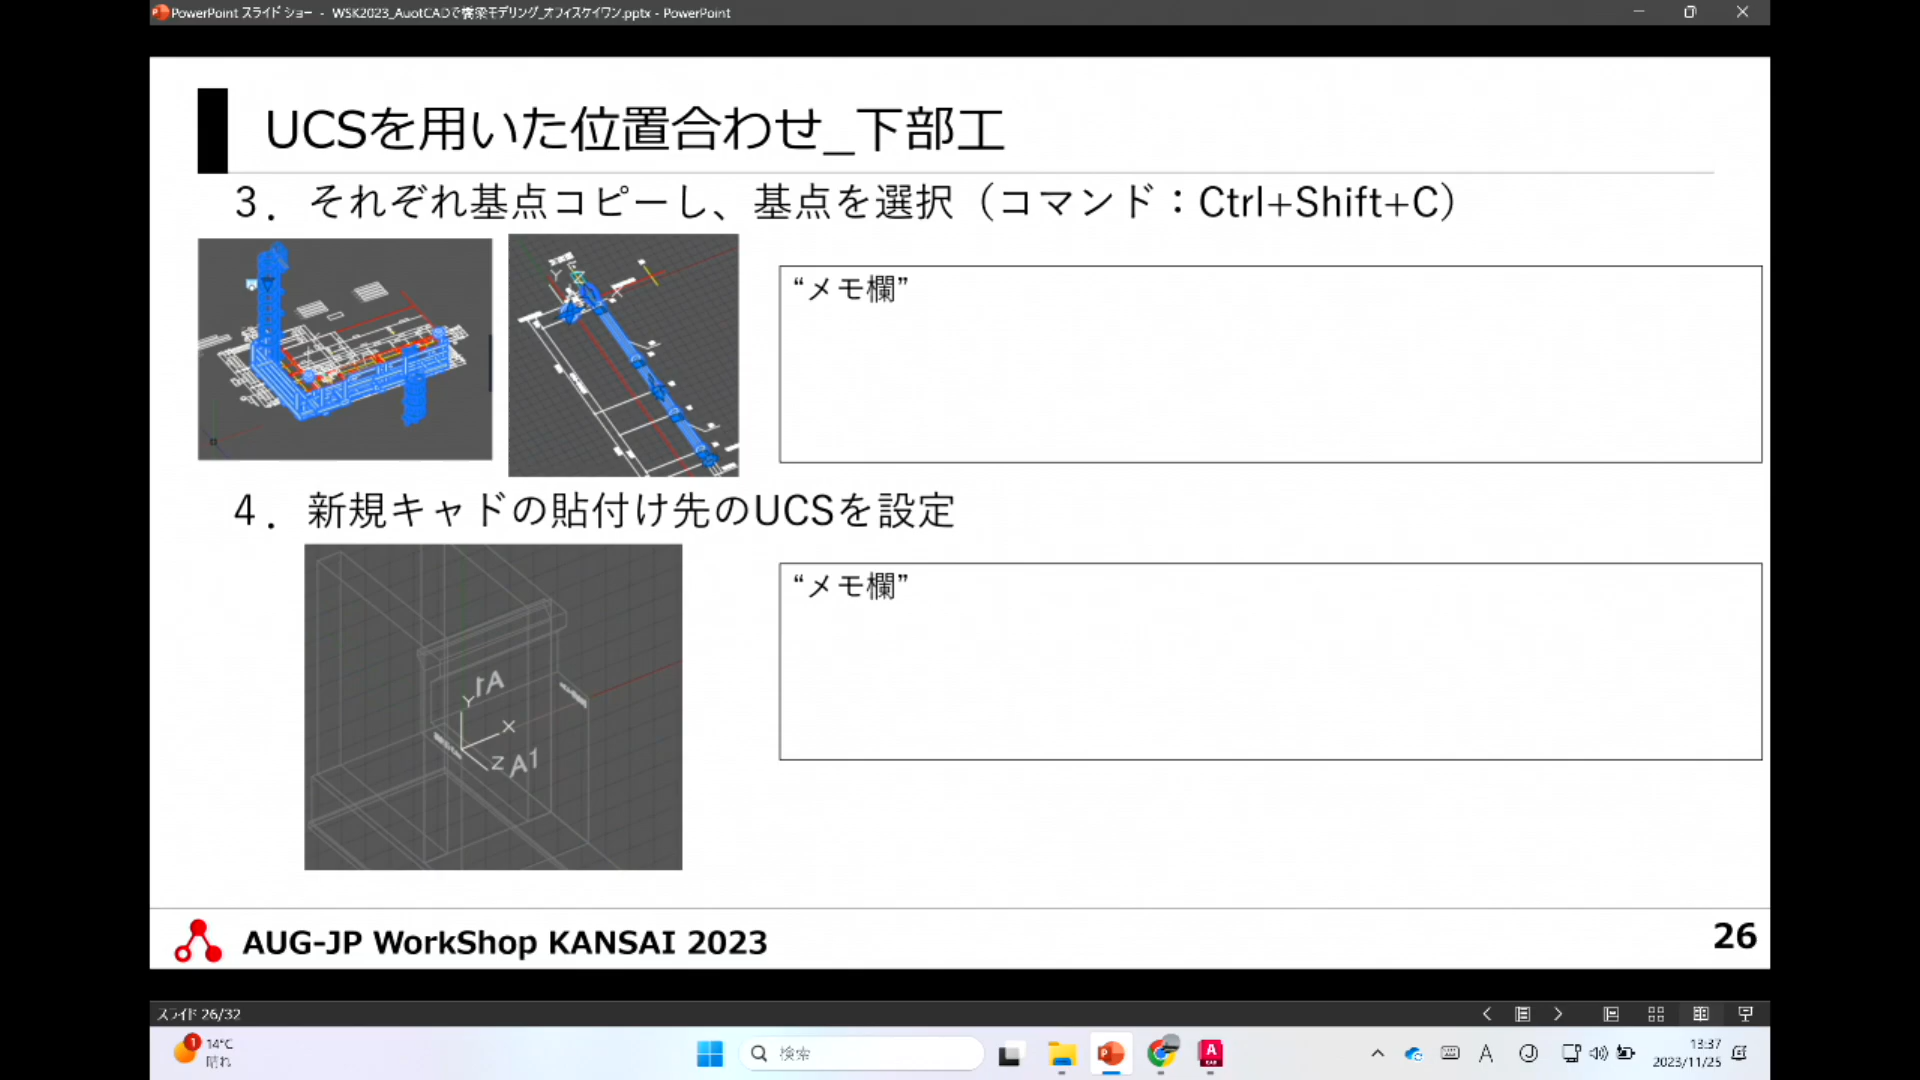 PowerPoint スライド ショー - WSK2023_AuotCADで橋梁モデリング_オフィスケイワン.pptx - PowerPoint
UCSを用いた位置合わせ_下部工
3．それぞれ基点コピーし、基点を選択（コマンド：Ctrl+Shift+C）
“メモ欄”
4．新規キャドの貼付け先のUCSを設定
“メモ欄”
A1
Y
X
Z A1
AUG-JP WorkShop KANSAI 2023
26
スライド 26/32
1
14°C
晴れ
検索
A
13:37
2023/11/25